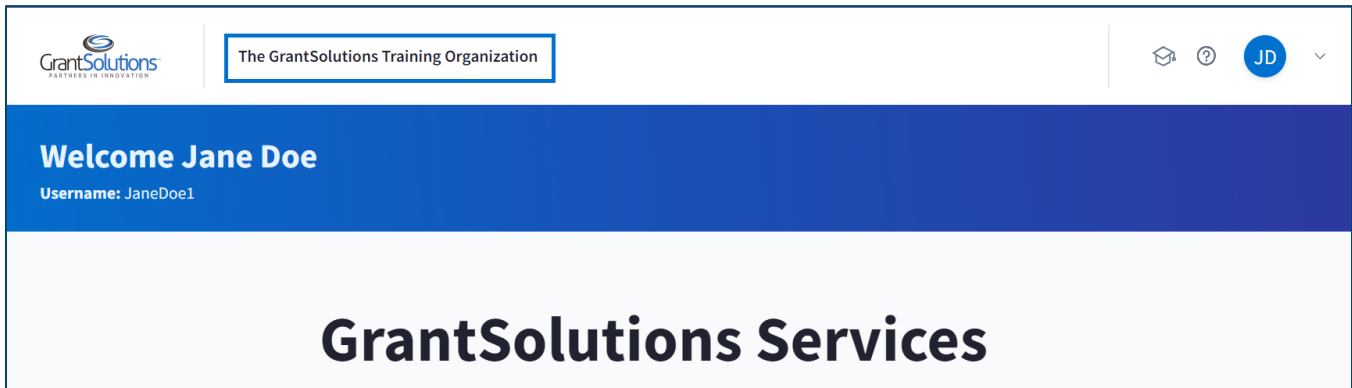 GrantSolutions
PARTNERS IN INNOVATION
The GrantSolutions Training Organization
JD
Welcome Jane Doe
Username: JaneDoe1
GrantSolutions Services